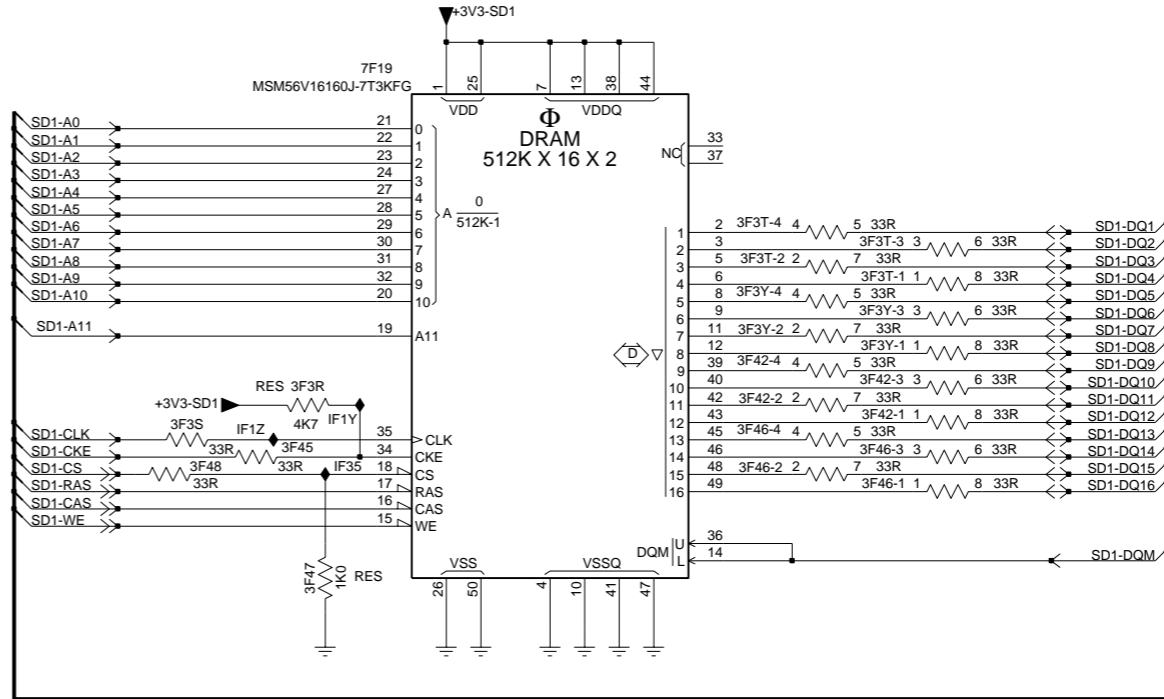 +3V3-SD1
7F19
MSM56V16160J-7T3KFG
1 25 7 13 38 44
VDD VDDQ
Φ
DRAM
512K X 16 X 2
NC 33
37
SD1-A0 21 0
SD1-A1 22 1
SD1-A2 23 2
SD1-A3 24 3
SD1-A4 27 4
SD1-A5 28 5
SD1-A6 29 6
SD1-A7 30 7
SD1-A8 31 8
SD1-A9 32 9
SD1-A10 20 10
A 0
512K-1
SD1-A11 19 A11
1 2 3F3T-4 4 5 33R SD1-DQ1
2 3 3F3T-3 3 6 33R SD1-DQ2
3 5 3F3T-2 2 7 33R SD1-DQ3
4 6 3F3T-1 1 8 33R SD1-DQ4
5 8 3F3Y-4 4 5 33R SD1-DQ5
6 9 3F3Y-3 3 6 33R SD1-DQ6
7 11 3F3Y-2 2 7 33R SD1-DQ7
8 12 3F3Y-1 1 8 33R SD1-DQ8
9 39 3F42-4 4 5 33R SD1-DQ9
10 40 3F42-3 3 6 33R SD1-DQ10
11 42 3F42-2 2 7 33R SD1-DQ11
12 43 3F42-1 1 8 33R SD1-DQ12
13 45 3F46-4 4 5 33R SD1-DQ13
14 46 3F46-3 3 6 33R SD1-DQ14
15 48 3F46-2 2 7 33R SD1-DQ15
16 49 3F46-1 1 8 33R SD1-DQ16
D
RES 3F3R
+3V3-SD1 4K7 IF1Y
SD1-CLK 3F3S 33R IF1Z 35 CLK
SD1-CKE 3F45 33R 34 CKE
SD1-CS 3F48 33R IF35 18 CS
SD1-RAS 17 RAS
SD1-CAS 16 CAS
SD1-WE 15 WE
3F47 1K0 RES
DQM U 36
L 14 SD1-DQM
VSS VSSQ
26 50 4 10 41 47